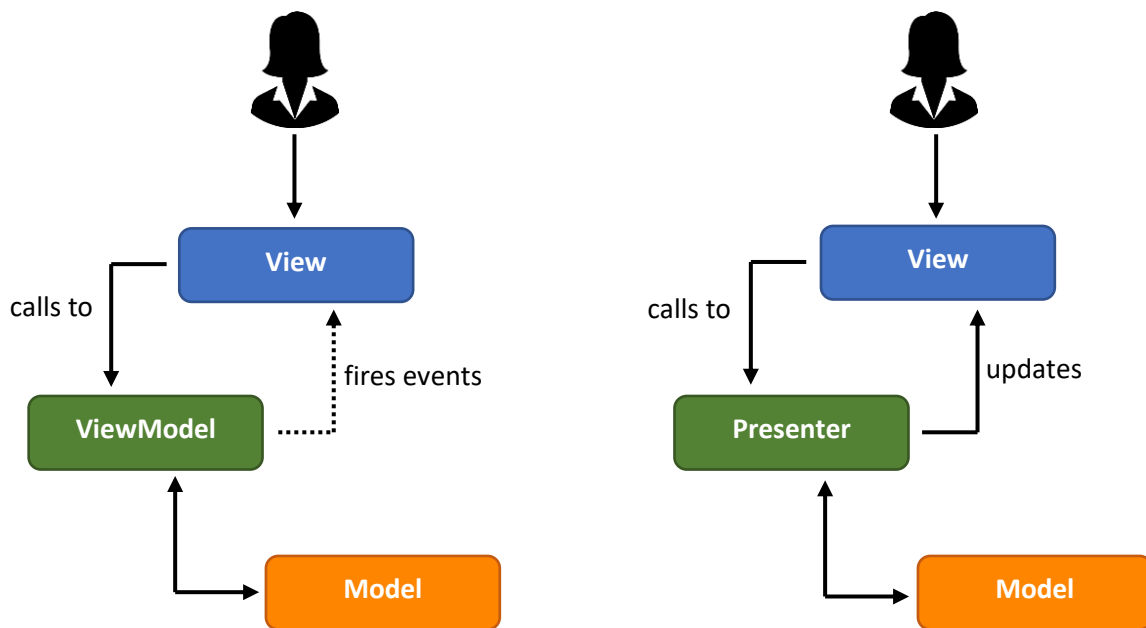 View
calls to
fires events
ViewModel
Model
View
calls to
updates
Presenter
Model